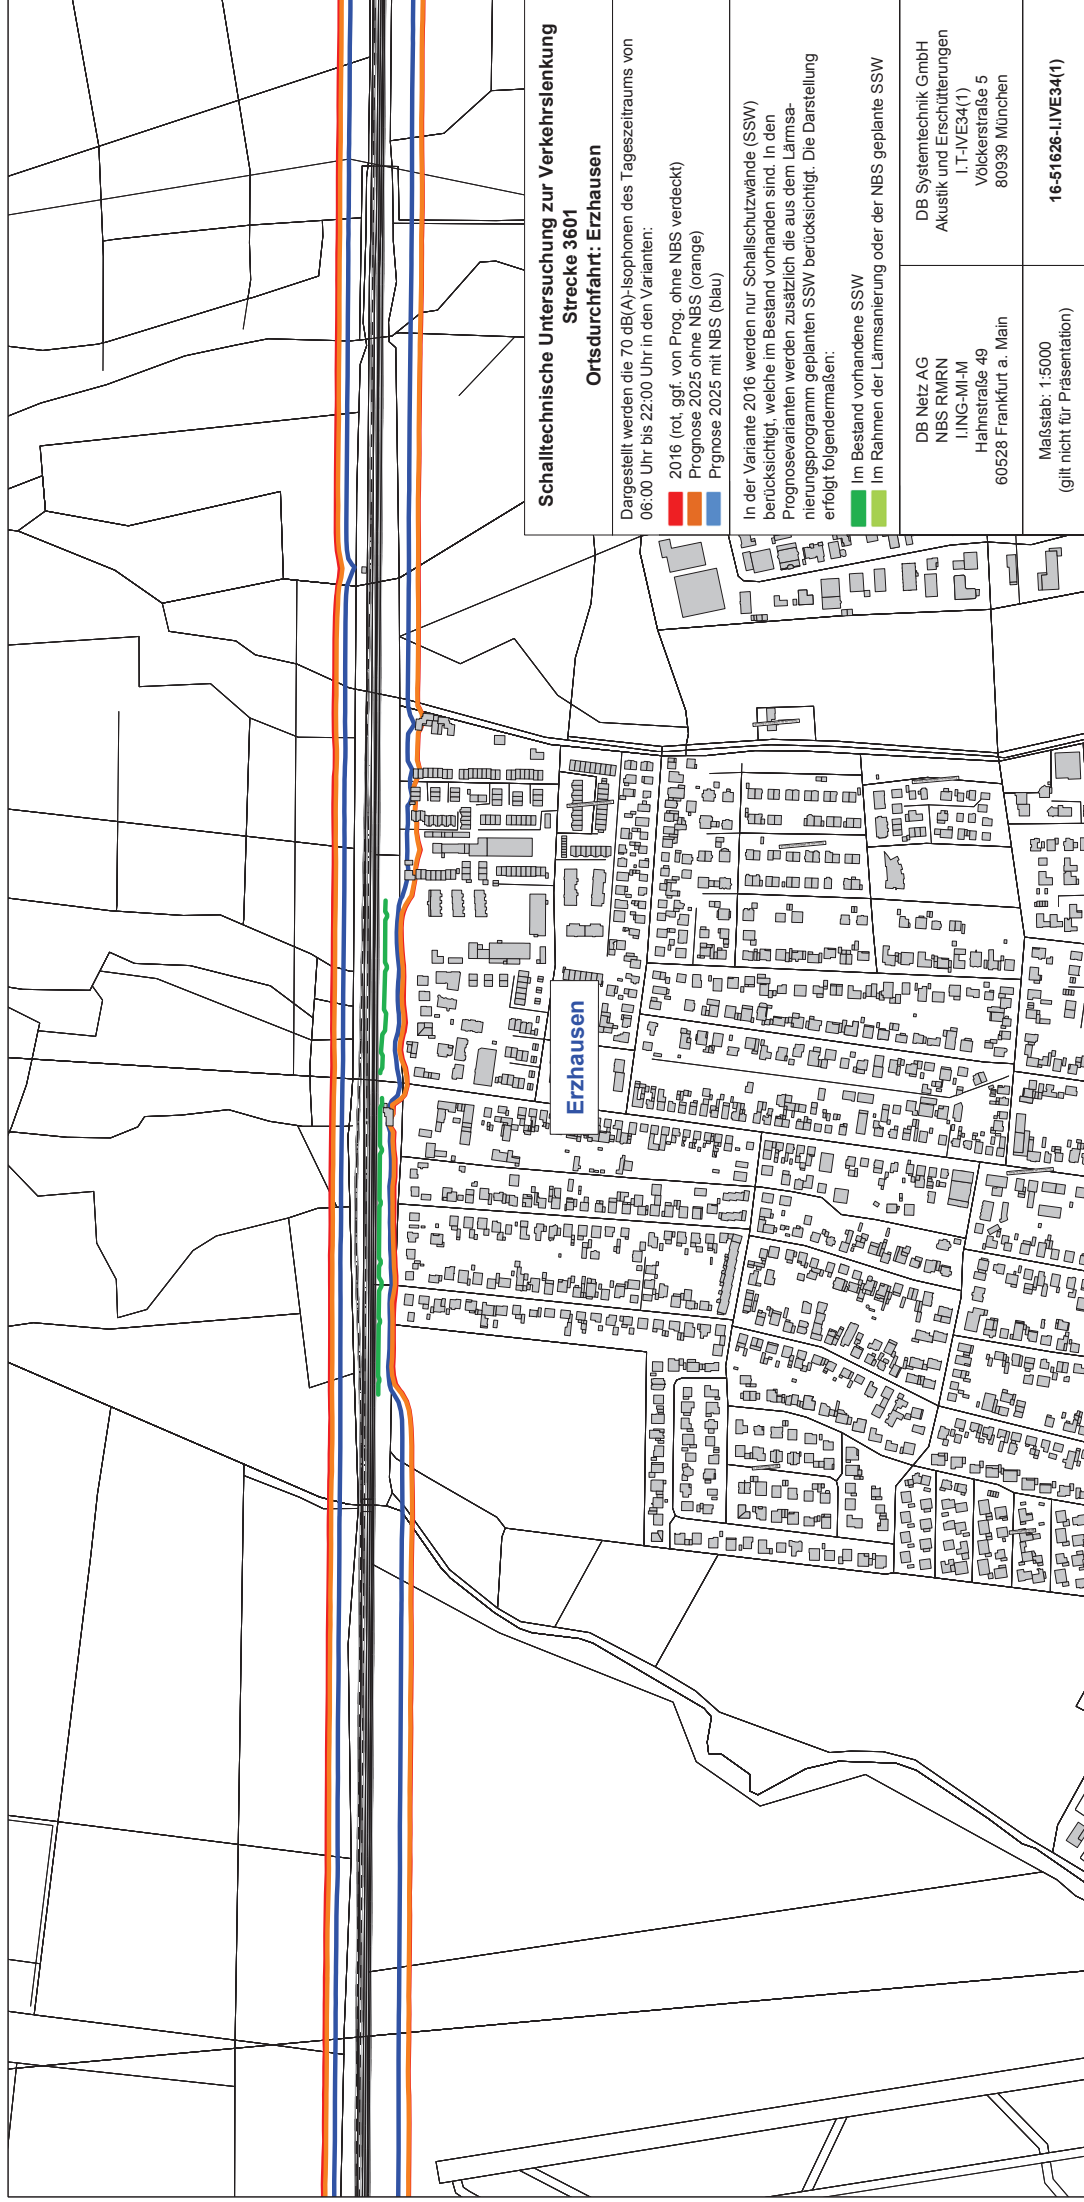 Schalltechnische Untersuchung zur Verkehrslenkung
Strecke 3601
Ortsdurchfahrt: Erzhausen
Dargestellt werden die 70 dB(A)-Isophonen des Tageszeitraums von
06:00 Uhr bis 22:00 Uhr in den Varianten:
2016 (rot, ggf. von Prog. ohne NBS verdeckt)
Prognose 2025 ohne NBS (orange)
Prgnose 2025 mit NBS (blau)
In der Variante 2016 werden nur Schallschutzwände (SSW)
berücksichtigt, welche im Bestand vorhanden sind. In den
Prognosevarianten werden zusätzlich die aus dem Lärmsa-
nierungsprogramm geplanten SSW berücksichtigt. Die Darstellung
erfolgt folgendermaßen:
Im Bestand vorhandene SSW
Im Rahmen der Lärmsanierung oder der NBS geplante SSW
DB Netz AG
NBS RMRN
I.ING-MI-M
Hahnstraße 49
60528 Frankfurt a. Main
DB Systemtechnik GmbH
Akustik und Erschütterungen
I.T-IVE34(1)
Völckerstraße 5
80939 München
Maßstab: 1:5000
(gilt nicht für Präsentation)
16-51626-I.IVE34(1)
Erzhausen